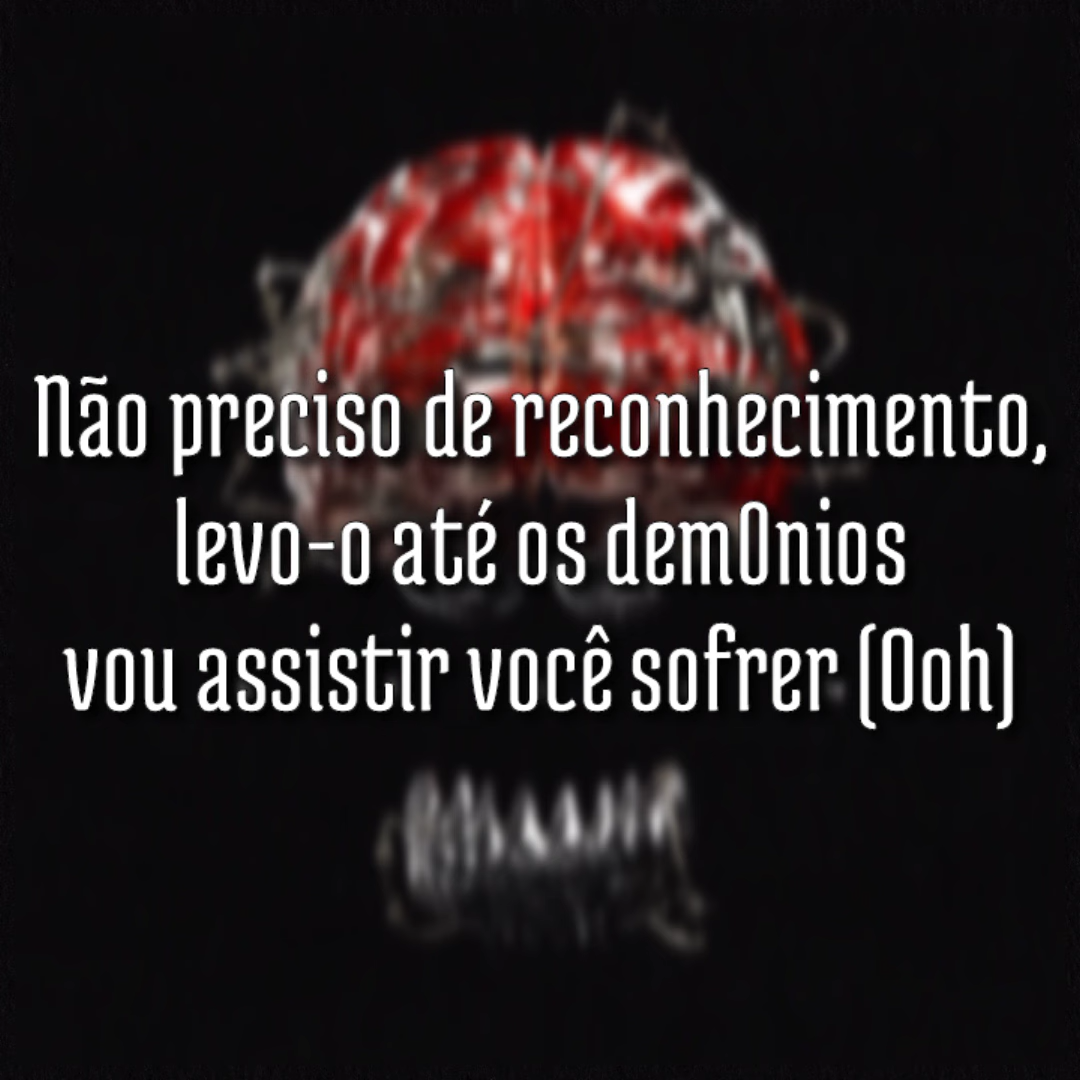 Não preciso de reconhecimento,
levo-o até os dem0nios
vou assistir você sofrer (Ooh)